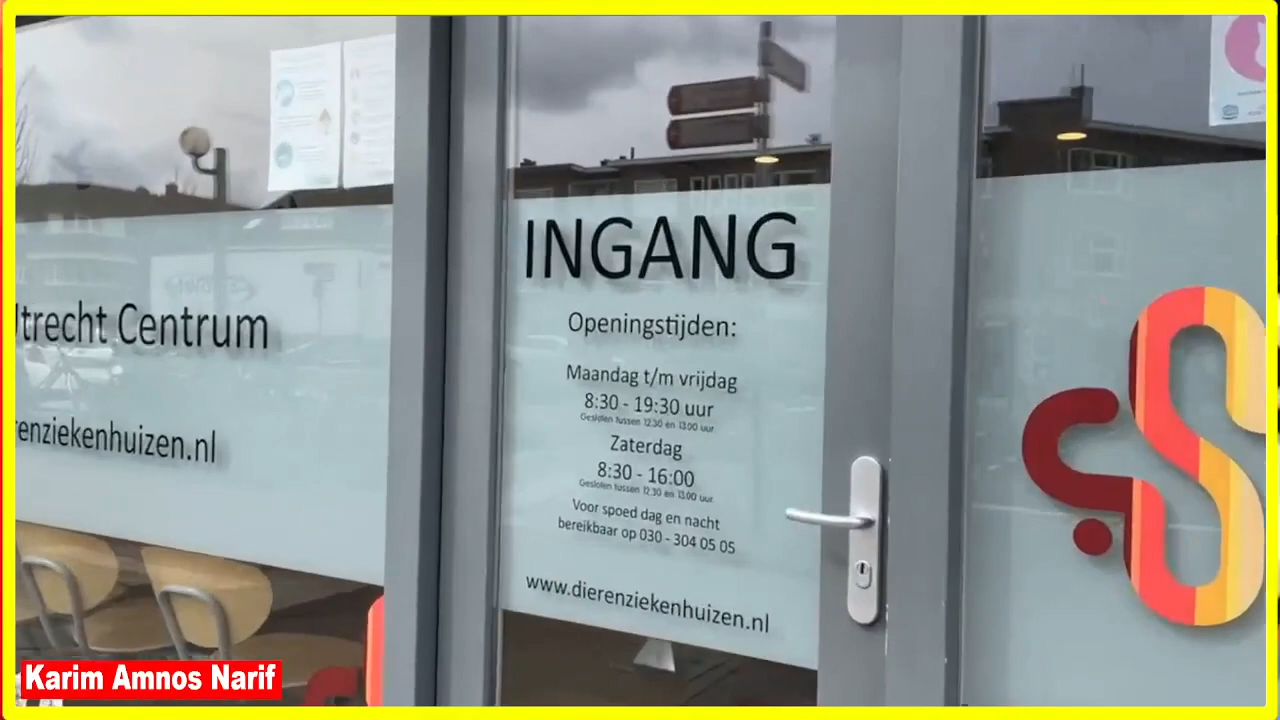 Utrecht Centrum
renziekenhuizen.nl
INGANG
Openingstijden:
Maandag t/m vrijdag
8:30 - 19:30 uur
Gesloten tussen 12.30 en 13.00 uur
Zaterdag
8:30 - 16:00
Gesloten tussen 12.30 en 13.00 uur
Voor spoed dag en nacht
bereikbaar op 030 - 304 05 05
www.dierenziekenhuizen.nl
Karim Amnos Narif